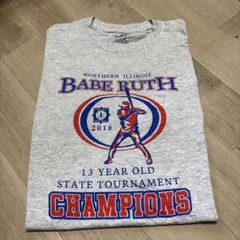 NORTHERN ILLINOIS
BABE RUTH
2016
13 YEAR OLD
STATE TOURNAMENT
CHAMPIONS